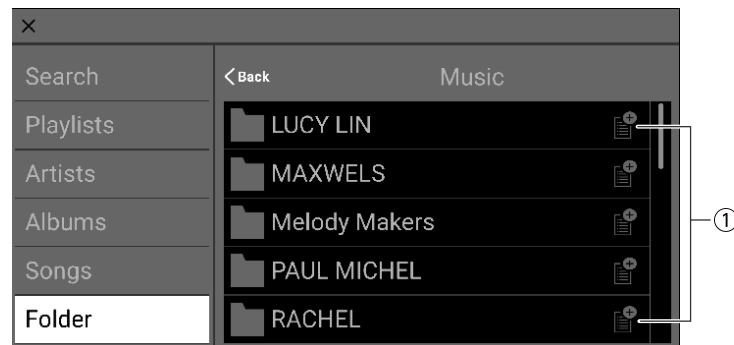 ×
Search
Playlists
Artists
Albums
Songs
Folder
Back
Music
LUCY LIN
MAXWELS
Melody Makers
PAUL MICHEL
RACHEL
①